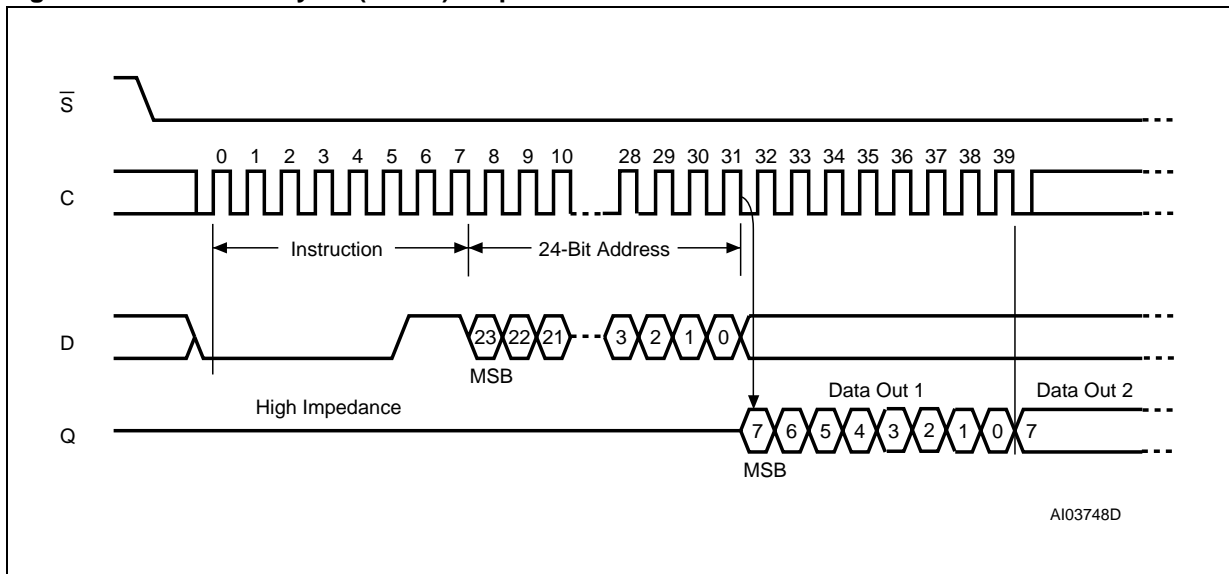 S
0 1 2 3 4 5 6 7 8 9 10 28 29 30 31 32 33 34 35 36 37 38 39
C
Instruction 24-Bit Address
D 23 22 21 3 2 1 0
MSB
High Impedance Data Out 1 Data Out 2
Q 7 6 5 4 3 2 1 0 7
MSB
AI03748D